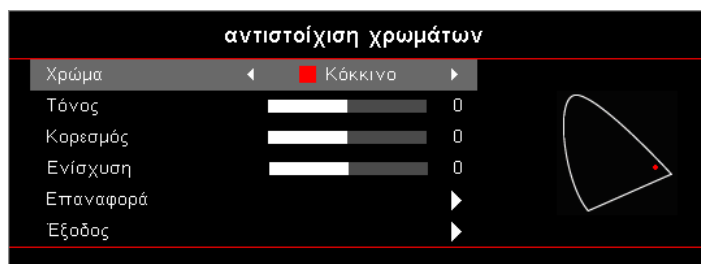 αντιστοίχιση χρωμάτων
Χρώμα Κόκκινο
Τόνος 0
Κορεσμός 0
Ενίσχυση 0
Επαναφορά
Έξοδος